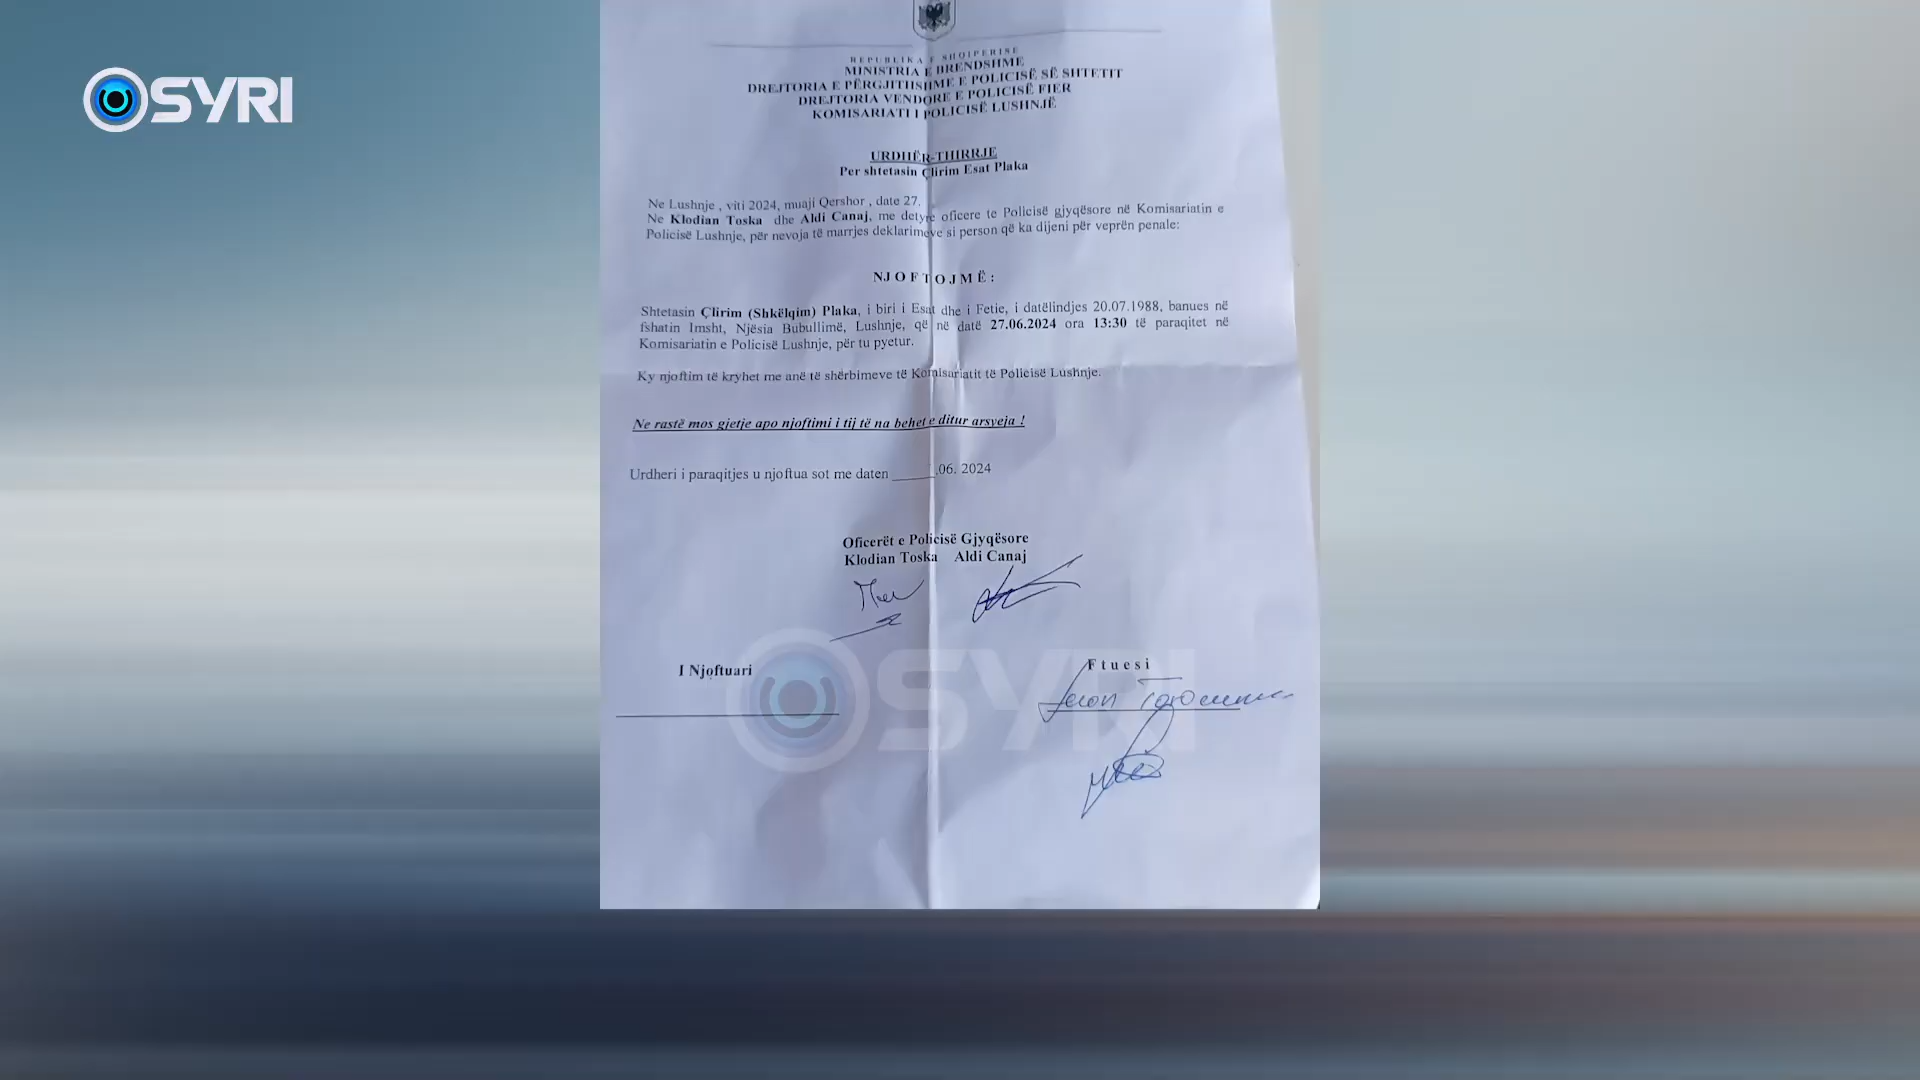 SYRI
REPUBLIKA E SHQIPERISE
MINISTRIA E BRENDSHME
DREJTORIA E PËRGJITHSHME E POLICISË SË SHTETIT
DREJTORIA VENDORE E POLICISË FIER
KOMISARIATI I POLICISË LUSHNJË
URDHËR-THIRRJE
Per shtetasin Çlirim Esat Plaka
Ne Lushnje , viti 2024, muaji Qershor , date 27.
Ne Klodian Toska dhe Aldi Canaj, me detyre oficere te Policisë gjyqësore në Komisariatin e
Policisë Lushnje, për nevoja të marrjes deklarimeve si person që ka dijeni për veprën penale:
NJOFTOJMË:
Shtetasin Çlirim (Shkëlqim) Plaka, i biri i Esat dhe i Fetie, i datëlindjes 20.07.1988, banues në
fshatin Imsht, Njësia Bubullimë, Lushnje, që në datë 27.06.2024 ora 13:30 të paraqitet në
Komisariatin e Policisë Lushnje, për tu pyetur.
Ky njoftim të kryhet me anë të shërbimeve të Komisariatit të Policisë Lushnje.
Ne rastë mos gjetje apo njoftimi i tij të na behet e ditur arsyeja !
Urdheri i paraqitjes u njoftua sot me daten _____.06. 2024
Oficerët e Policisë Gjyqësore
Klodian Toska Aldi Canaj
I Njoftuari Ftuesi
SYRI